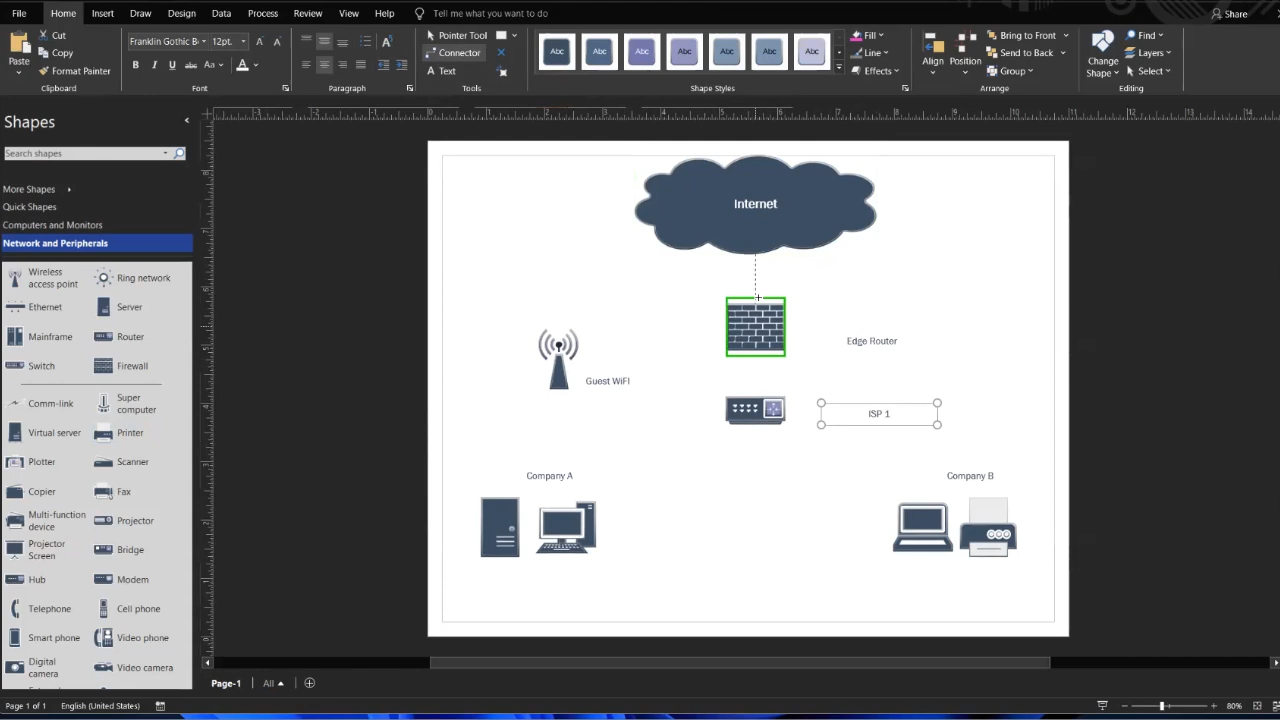 File Home Insert Draw Design Data Process Review View Help Tell me what you want to do Share
Paste
Cut
Copy
Format Painter
Clipboard
Franklin Gothic B 12pt.
B I U abc Aa A
Font
Paragraph
Pointer Tool
Connector
A Text
Tools
Abc Abc Abc Abc Abc Abc Abc
Shape Styles
Fill
Line
Effects
Align
Position
Bring to Front
Send to Back
Group
Arrange
Change
Shape
Find
Layers
Select
Editing
Shapes
Search shapes
More Shapes
Quick Shapes
Computers and Monitors
Network and Peripherals
Wireless
access point
Ring network
Ethernet
Server
Mainframe
Router
Switch
Firewall
Comm-link
Super
computer
Virtual server
Printer
Plotter
Scanner
Copier
Fax
Multi-function
device
Projector
Projector
Screen
Bridge
Hub
Modem
Telephone
Cell phone
Smart phone
Video phone
Digital
camera
Video camera
Internet
Edge Router
Guest WiFI
ISP 1
Company A
Company B
Page-1 All
Page 1 of 1 English (United States) 80%